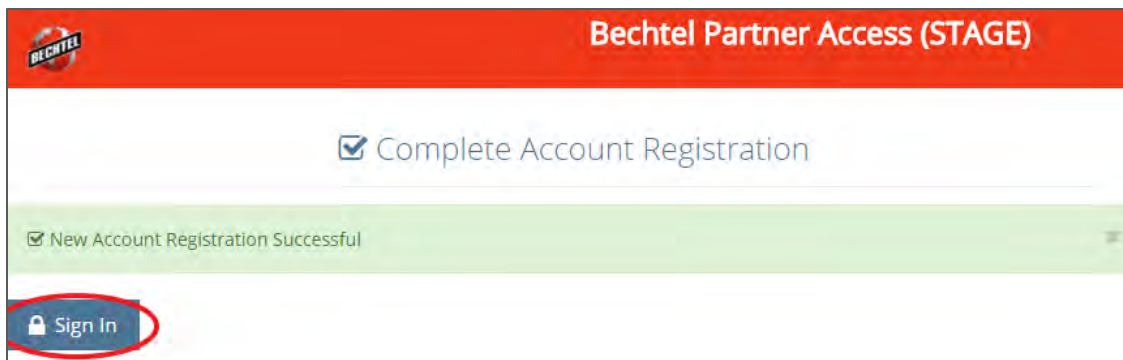 BECHTEL
Bechtel Partner Access (STAGE)
Complete Account Registration
New Account Registration Successful
Sign In